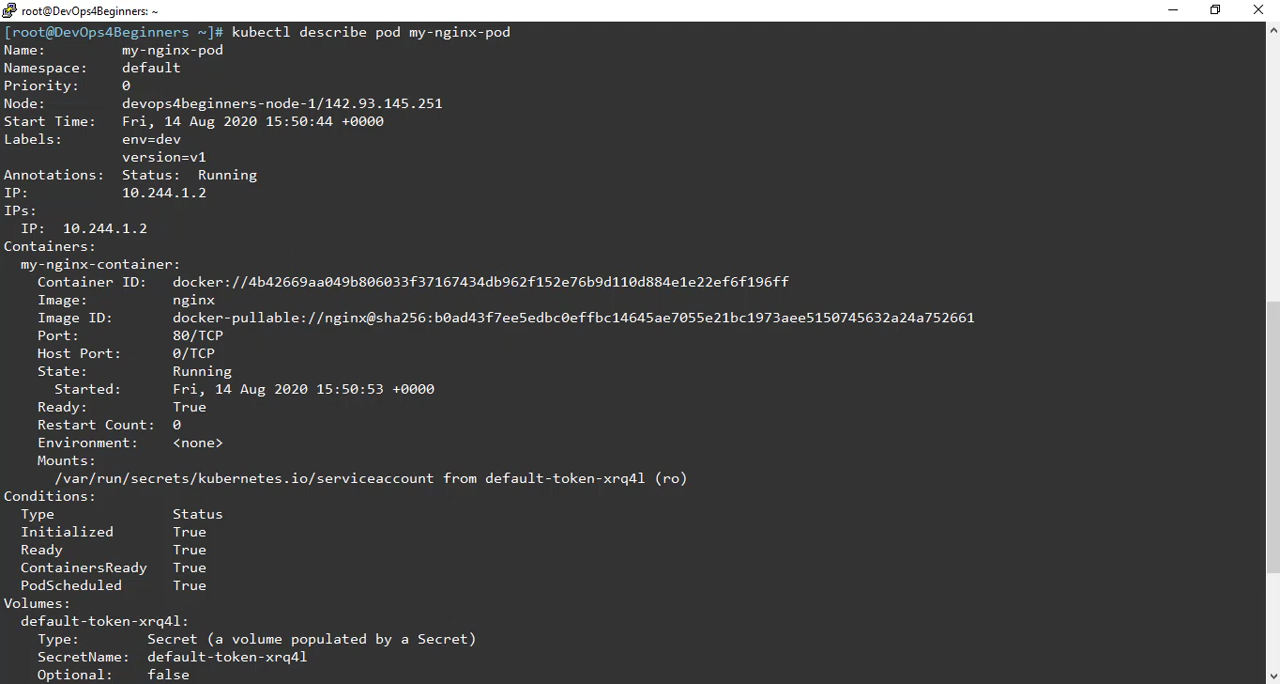 root@DevOps4Beginners: ~
[root@DevOps4Beginners ~]# kubectl describe pod my-nginx-pod
Name:         my-nginx-pod
Namespace:    default
Priority:     0
Node:         devops4beginners-node-1/142.93.145.251
Start Time:   Fri, 14 Aug 2020 15:50:44 +0000
Labels:       env=dev
              version=v1
Annotations:  Status:  Running
IP:           10.244.1.2
IPs:
  IP:  10.244.1.2
Containers:
  my-nginx-container:
    Container ID:   docker://4b42669aa049b806033f37167434db962f152e76b9d110d884e1e22ef6f196ff
    Image:          nginx
    Image ID:       docker-pullable://nginx@sha256:b0ad43f7ee5edbc0effbc14645ae7055e21bc1973aee5150745632a24a752661
    Port:           80/TCP
    Host Port:      0/TCP
    State:          Running
      Started:      Fri, 14 Aug 2020 15:50:53 +0000
    Ready:          True
    Restart Count:  0
    Environment:    <none>
    Mounts:
      /var/run/secrets/kubernetes.io/serviceaccount from default-token-xrq4l (ro)
Conditions:
  Type              Status
  Initialized       True
  Ready             True
  ContainersReady   True
  PodScheduled      True
Volumes:
  default-token-xrq4l:
    Type:        Secret (a volume populated by a Secret)
    SecretName:  default-token-xrq4l
    Optional:    false